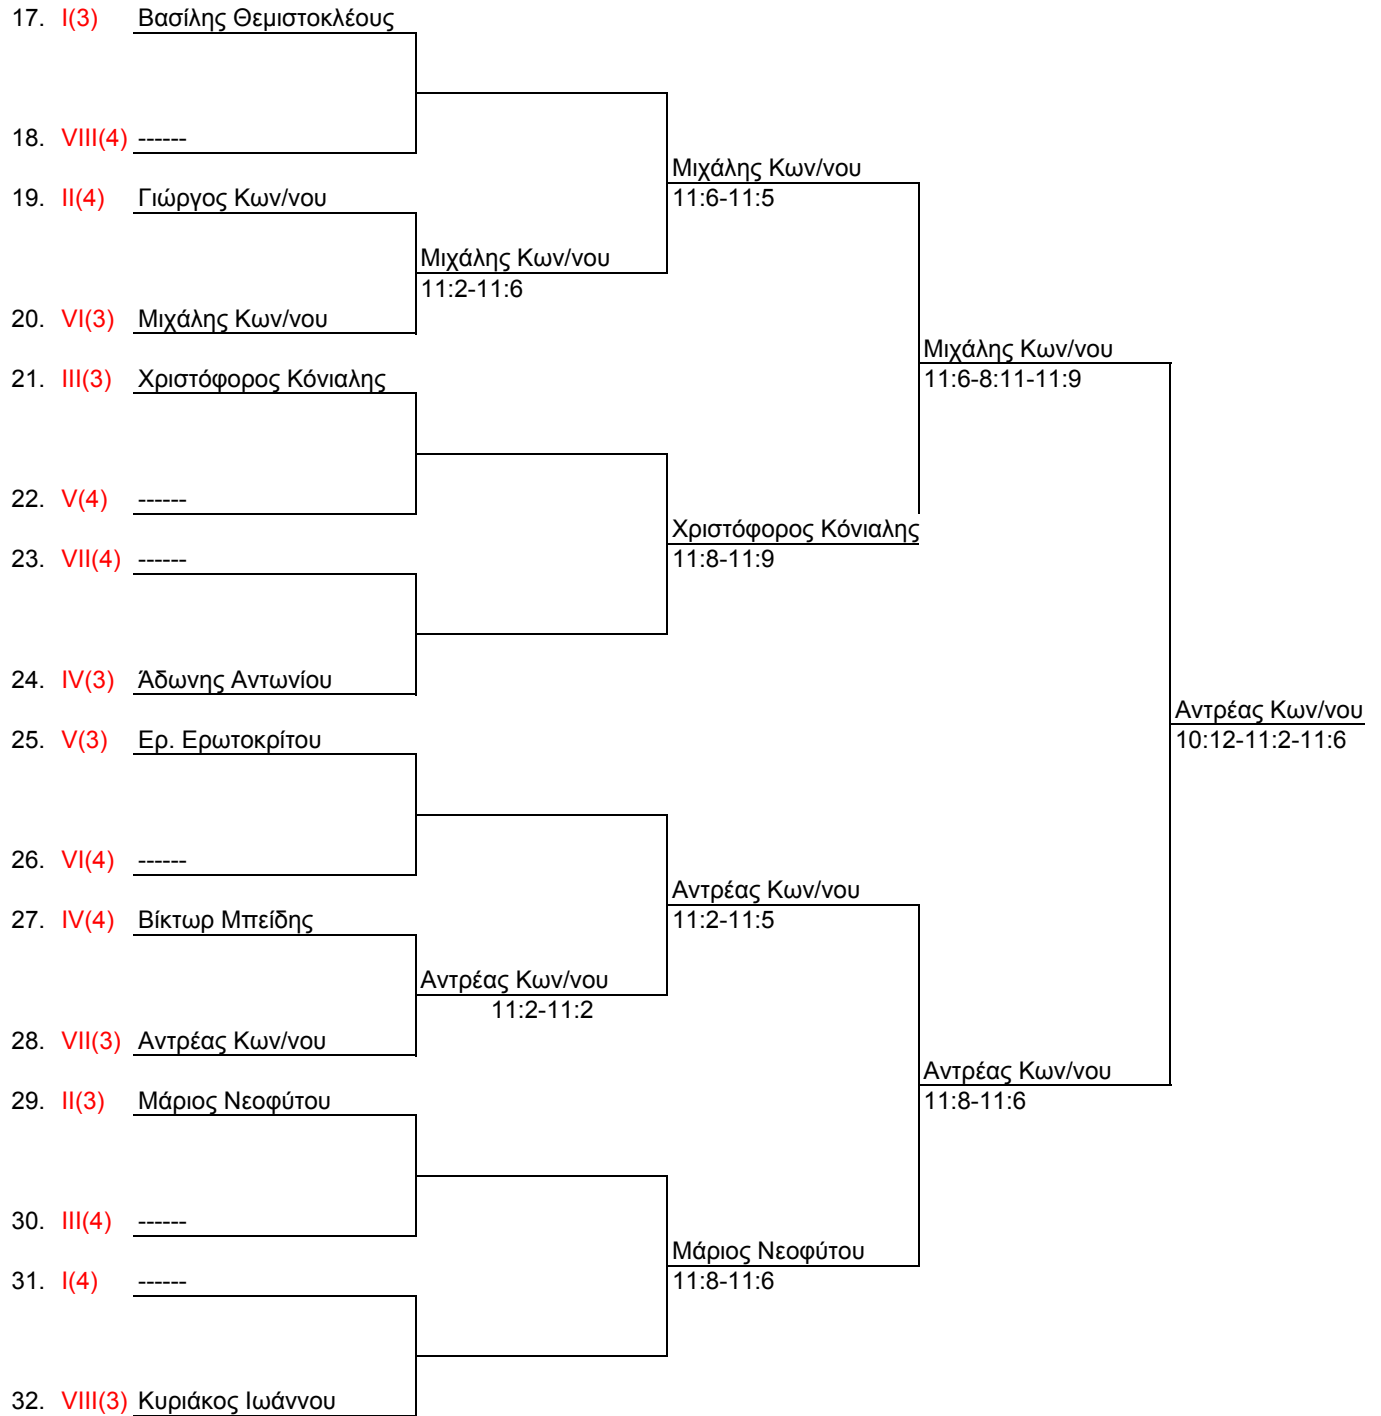 17. I(3) Βασίλης Θεμιστοκλέους
18. VIII(4) ------
Μιχάλης Κων/νου
19. II(4) Γιώργος Κων/νου
11:6-11:5
Μιχάλης Κων/νου
11:2-11:6
20. VI(3) Μιχάλης Κων/νου
Μιχάλης Κων/νου
21. III(3) Χριστόφορος Κόνιαλης
11:6-8:11-11:9
22. V(4) ------
Χριστόφορος Κόνιαλης
23. VII(4) ------
11:8-11:9
24. IV(3) Άδωνης Αντωνίου
Αντρέας Κων/νου
25. V(3) Ερ. Ερωτοκρίτου
10:12-11:2-11:6
26. VI(4) ------
Αντρέας Κων/νου
27. IV(4) Βίκτωρ Μπείδης
11:2-11:5
Αντρέας Κων/νου
11:2-11:2
28. VII(3) Αντρέας Κων/νου
Αντρέας Κων/νου
29. II(3) Μάριος Νεοφύτου
11:8-11:6
30. III(4) ------
Μάριος Νεοφύτου
31. I(4) ------
11:8-11:6
32. VIII(3) Κυριάκος Ιωάννου